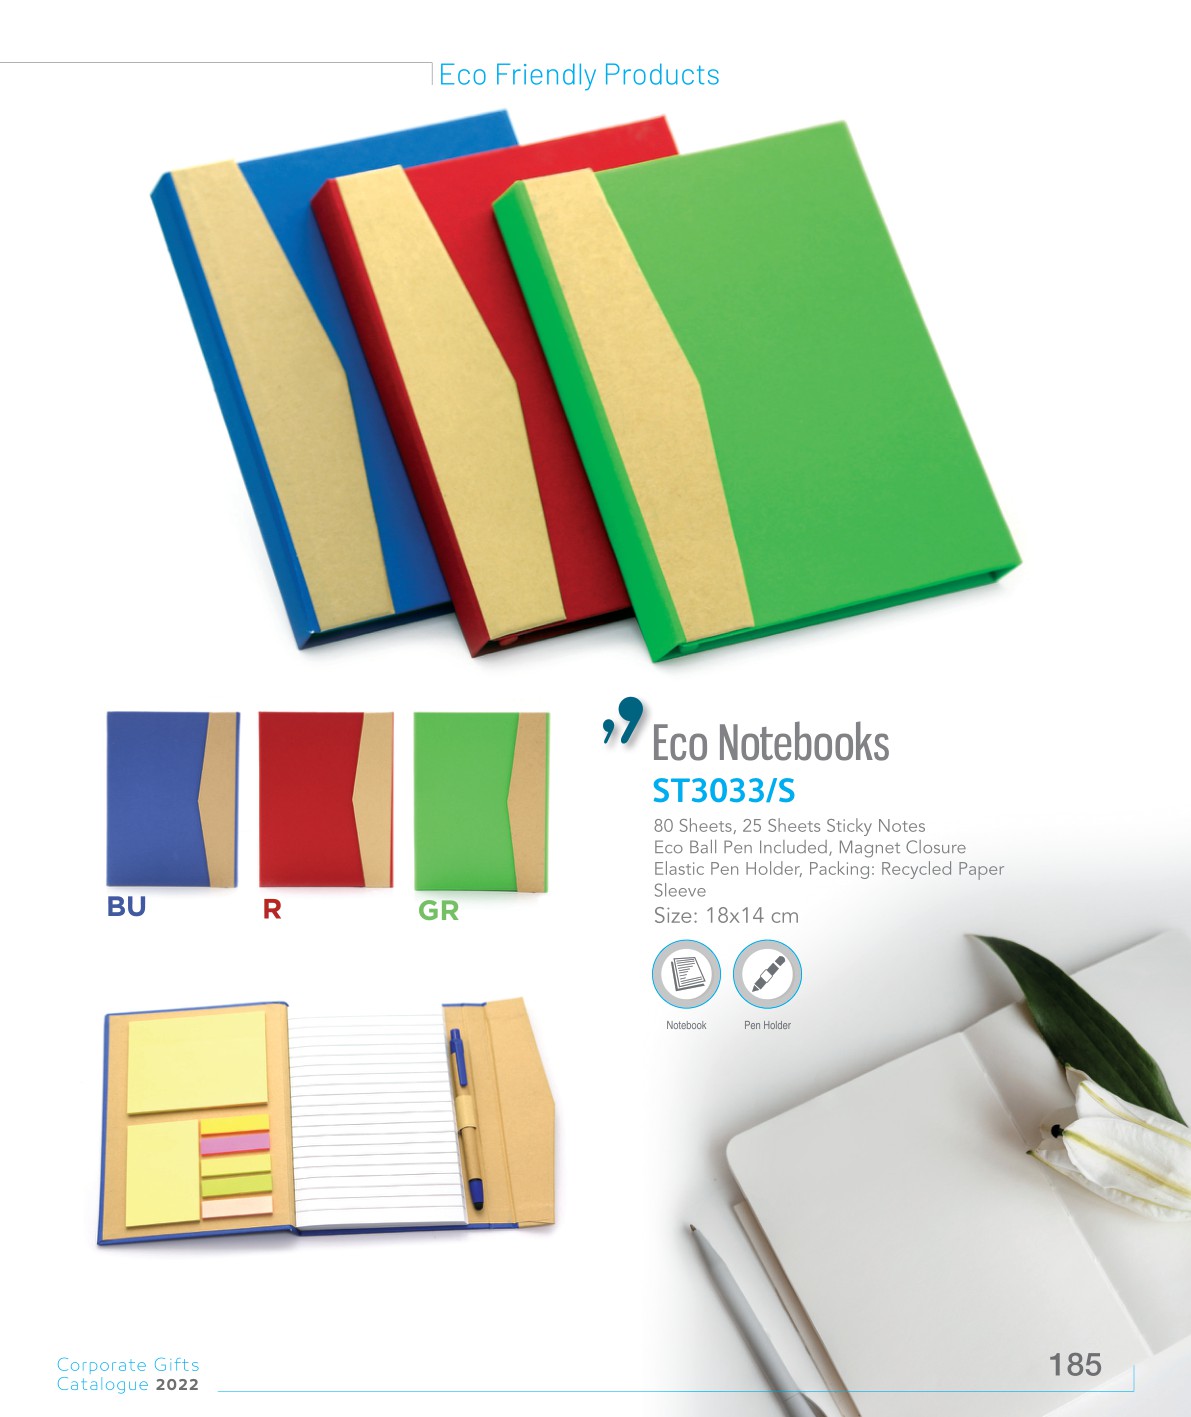 Eco Friendly Products
Eco Notebooks
ST3033/S
80 Sheets, 25 Sheets Sticky Notes
Eco Ball Pen Included, Magnet Closure
Elastic Pen Holder, Packing: Recycled Paper
Sleeve
Size: 18x14 cm
BU
R
GR
Notebook
Pen Holder
Corporate Gifts
Catalogue 2022
185